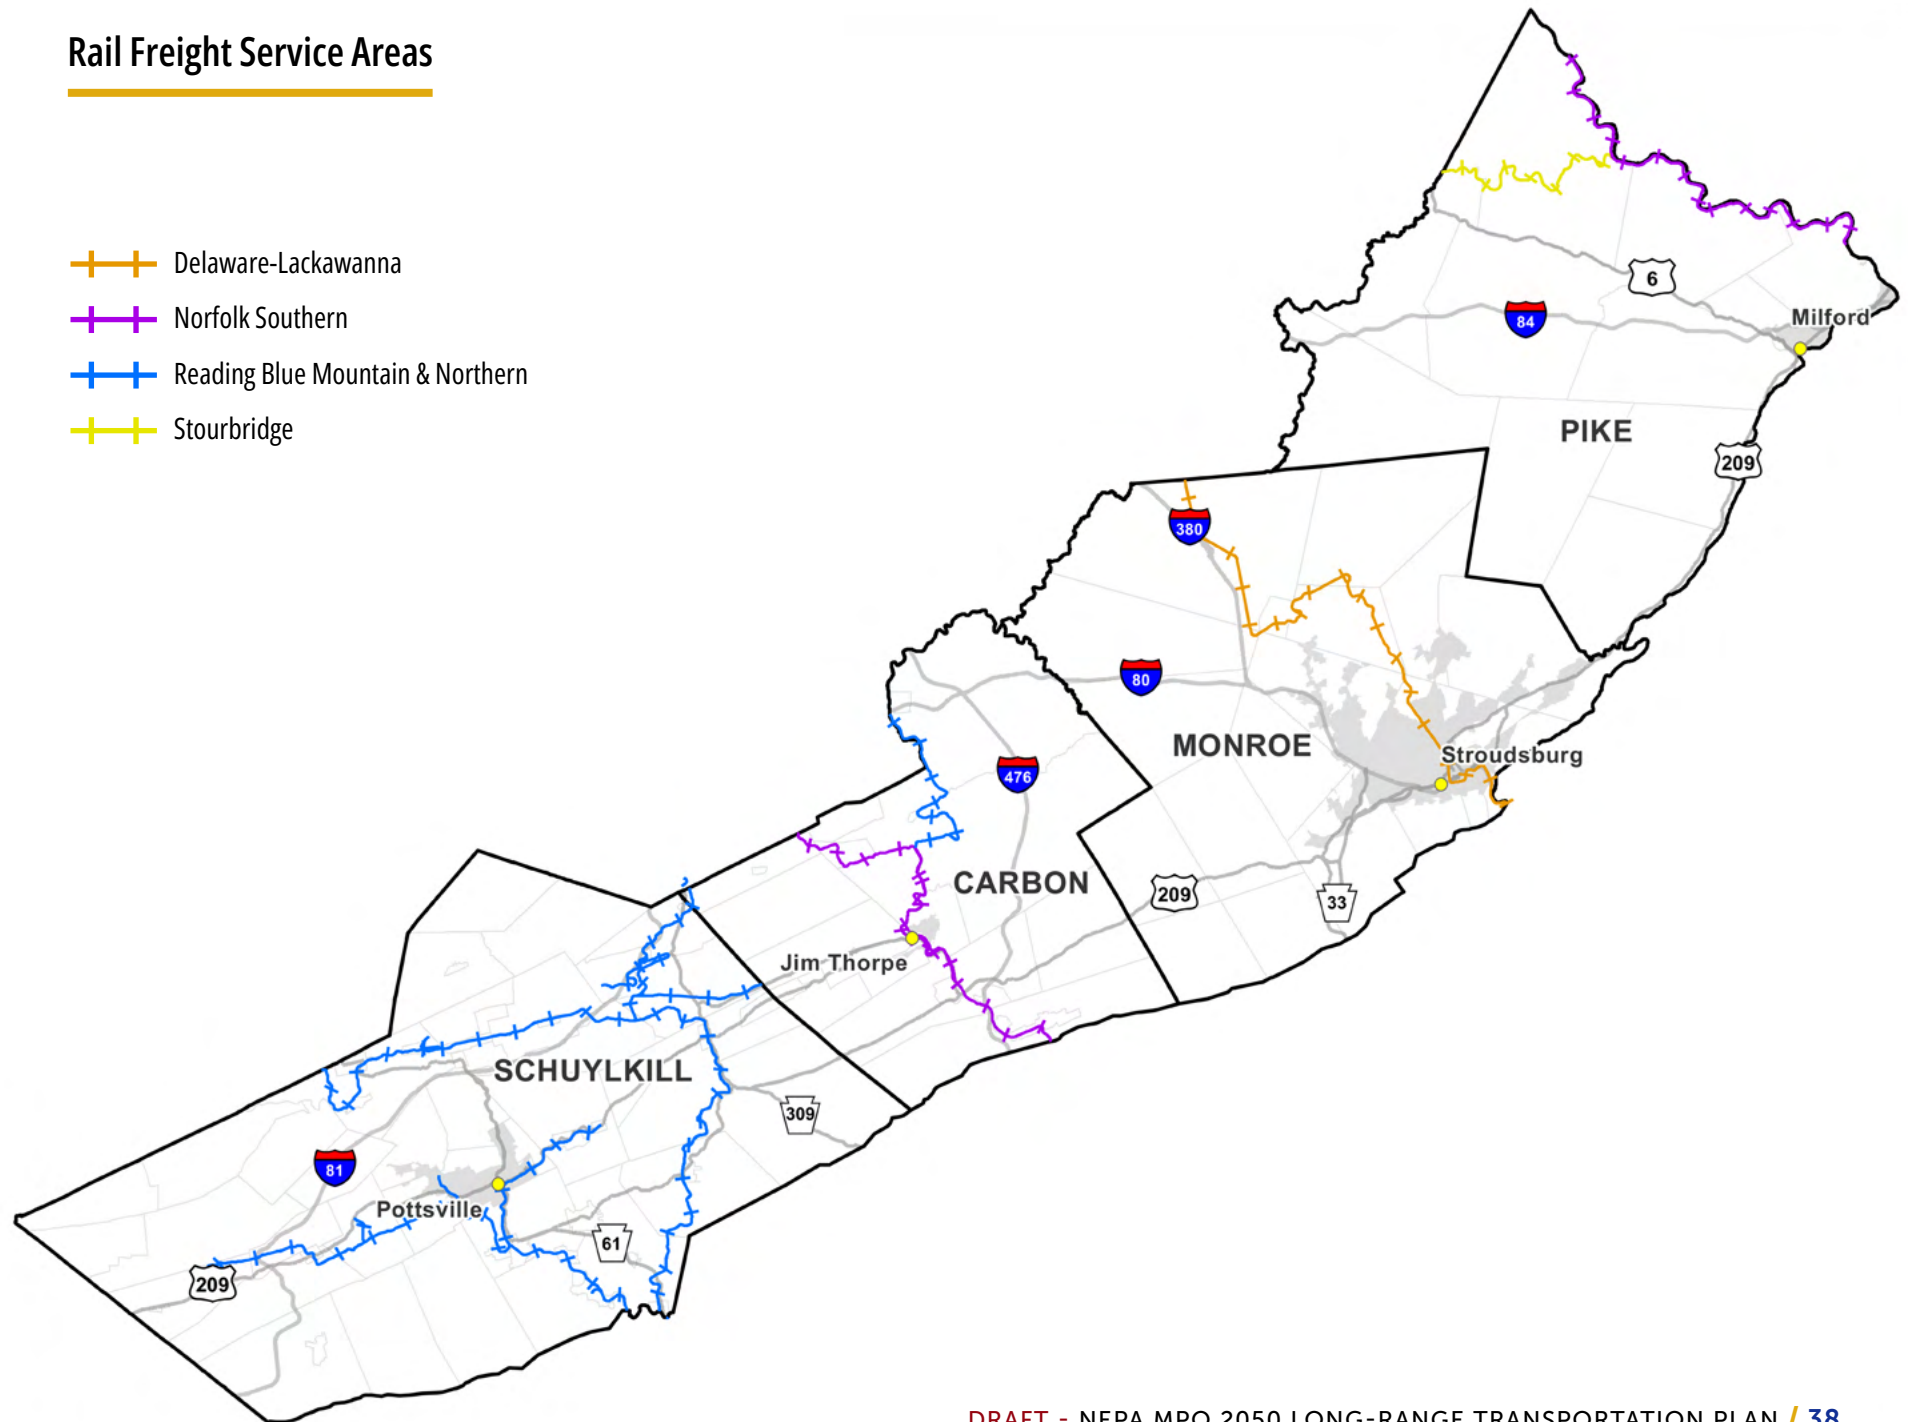 Rail Freight Service Areas
Delaware-Lackawanna
Norfolk Southern
Reading Blue Mountain & Northern
Stourbridge
6
84
Milford
PIKE
209
380
80
MONROE
Stroudsburg
476
CARBON
209
33
Jim Thorpe
SCHUYLKILL
309
81
Pottsville
61
209
DRAFT - NEPA MPO 2050 LONG-RANGE TRANSPORTATION PLAN / 38